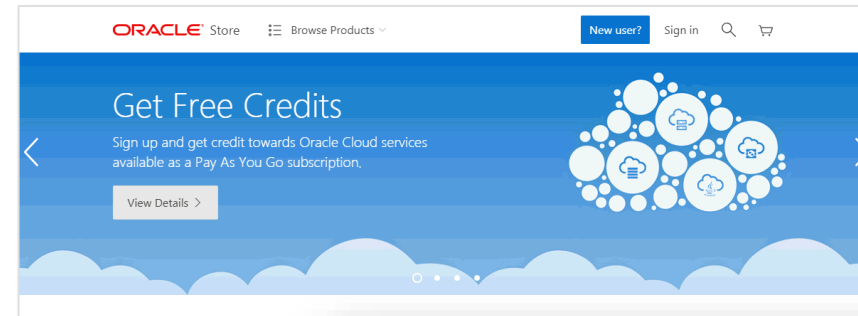 ORACLE Store
Browse Products
New user?
Sign in
Get Free Credits
Sign up and get credit towards Oracle Cloud services
available as a Pay As You Go subscription.
View Details